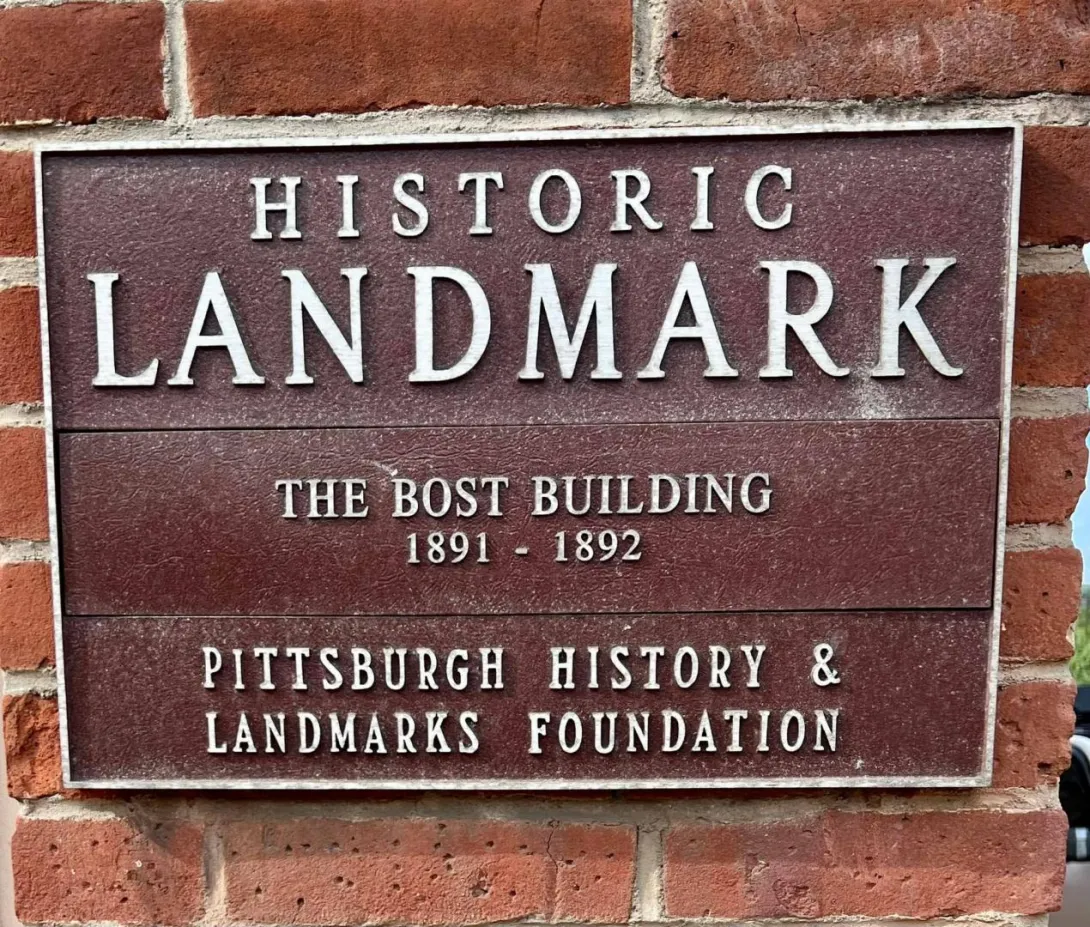 HISTORIC
LANDMARK
THE BOST BUILDING
1891 - 1892
PITTSBURGH HISTORY &
LANDMARKS FOUNDATION